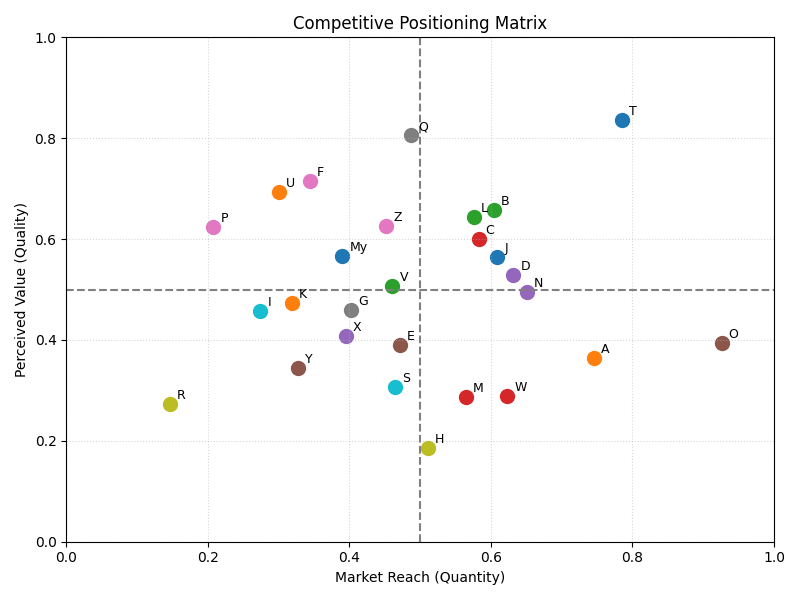 Competitive Positioning Matrix
1.0
T
Q
0.8
F
U
B
L
P
Z
C
0.6
My
J
D
V
N
K
I
G
X
0.4
O
E
A
Y
S
W
M
R
0.2
H
0.0
0.0 0.2 0.4 0.6 0.8 1.0
Market Reach (Quantity)
Perceived Value (Quality)